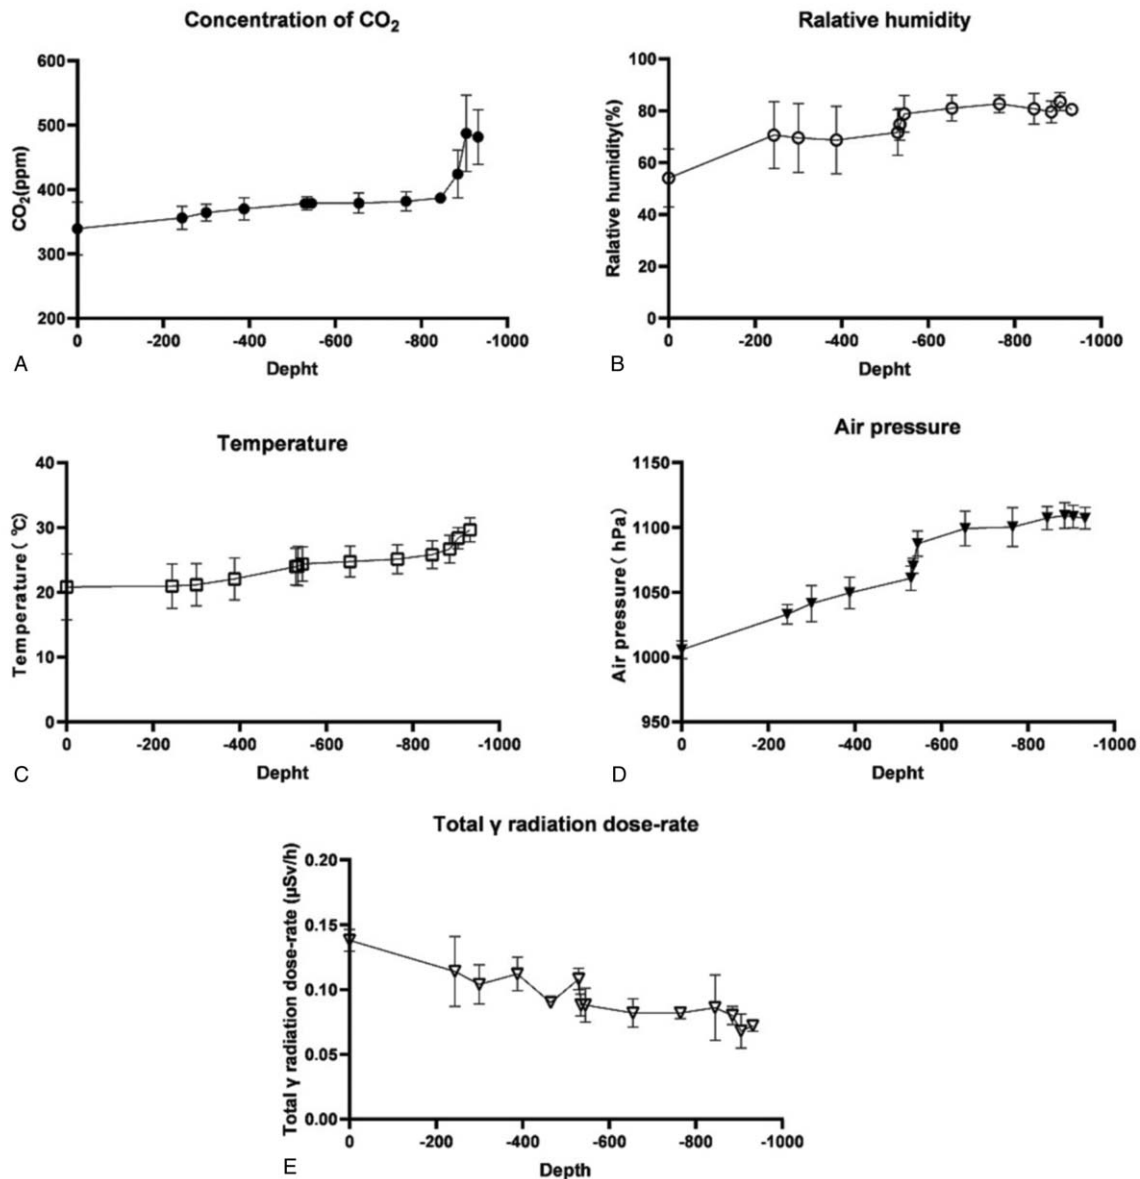 Concentration of CO2
CO2(ppm)
600
500
400
300
200
0 -200 -400 -600 -800 -1000
Depht
A
Ralative humidity
Ralative humidity(%)
100
80
60
40
20
0
0 -200 -400 -600 -800 -1000
Depht
B
Temperature
Temperature ( ℃)
40
30
20
10
0
0 -200 -400 -600 -800 -1000
Depht
C
Air pressure
Air pressure ( hPa)
1150
1100
1050
1000
950
0 -200 -400 -600 -800 -1000
Depht
D
Total γ radiation dose-rate
Total γ radiation dose-rate (μSv/h)
0.20
0.15
0.10
0.05
0.00
0 -200 -400 -600 -800 -1000
Depth
E